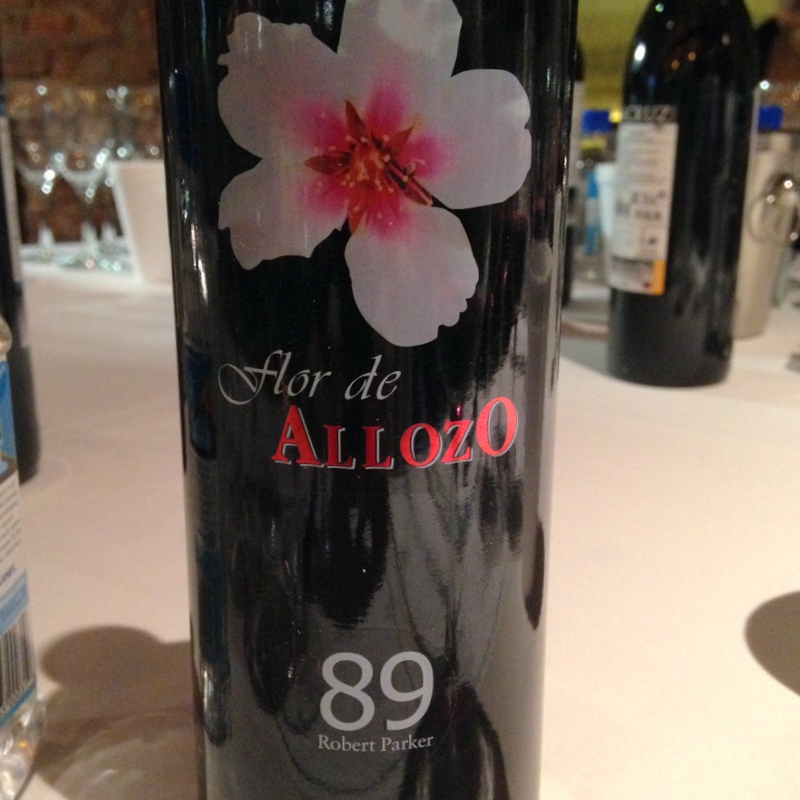 Flor de
ALLOZO
89
Robert Parker